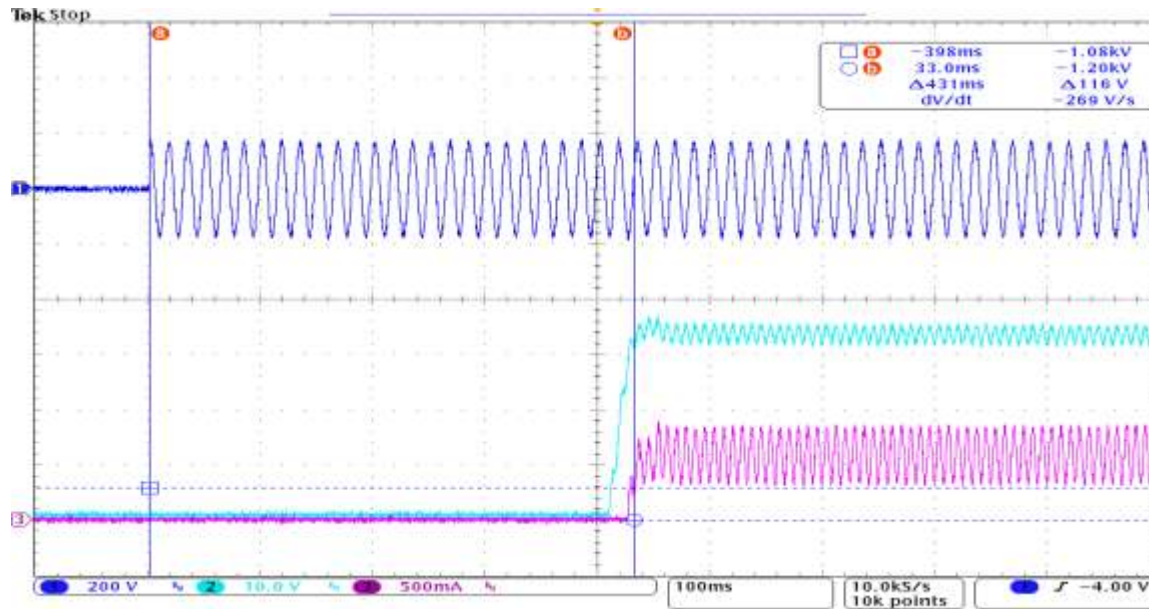 Tek Stop
a b
a −398ms −1.08kV
b 33.0ms −1.20kV
Δ431ms Δ116 V
dV/dt −269 V/s
1
3
1 200 V 2 10.0 V 3 500mA 100ms 10.0kS/s 1 −4.00 V
10k points